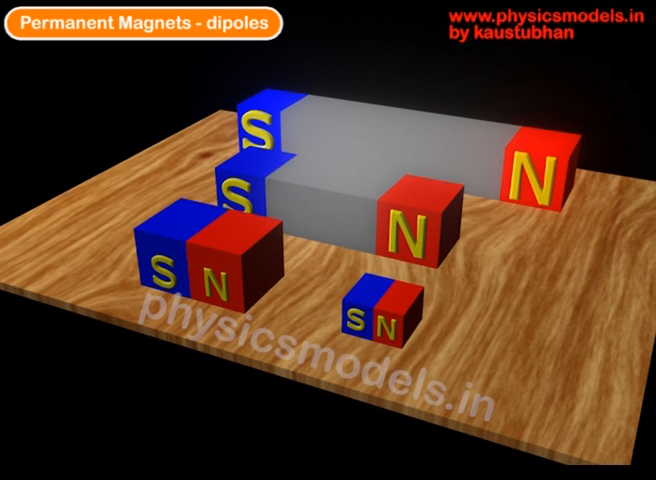 Permanent Magnets - dipoles
www.physicsmodels.in
by kaustubhan
S
N
S
N
S N
S N
physicsmodels.in